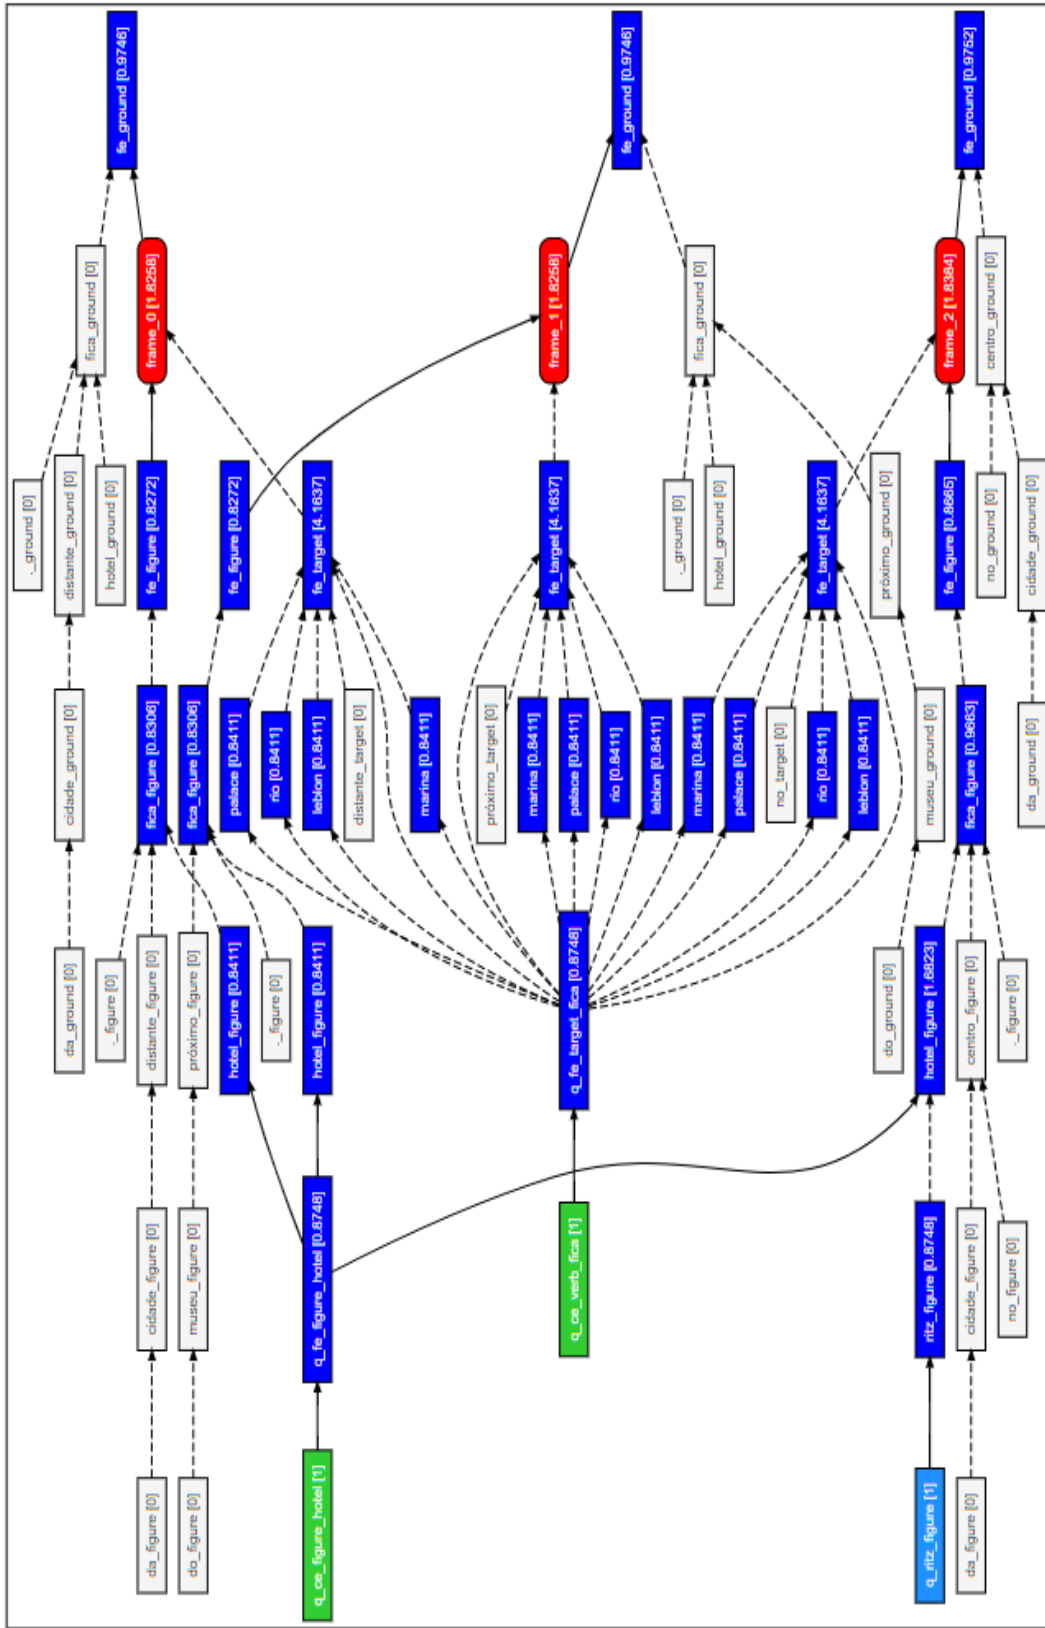 da_figure [0]
do_figure [0]
q_ce_figure_hotel [1]
q_ritz_figure [1]
da_figure [0]
cidade_figure [0]
museu_figure [0]
q_fe_figure_hotel [0.8748]
q_ce_verb_fica [1]
ritz_figure [0.8748]
cidade_figure [0]
no_figure [0]
da_ground [0]
-_figure [0]
distante_figure [0]
próximo_figure [0]
hotel_figure [0.8411]
-_figure [0]
hotel_figure [0.8411]
q_fe_target_fica [0.8748]
do_ground [0]
hotel_figure [1.6823]
centro_figure [0]
-_figure [0]
cidade_ground [0]
fica_figure [0.8306]
fica_figure [0.8306]
palace [0.8411]
rio [0.8411]
leblon [0.8411]
distante_target [0]
marina [0.8411]
próximo_target [0]
marina [0.8411]
palace [0.8411]
rio [0.8411]
leblon [0.8411]
marina [0.8411]
palace [0.8411]
no_target [0]
rio [0.8411]
leblon [0.8411]
museu_ground [0]
fica_figure [0.9663]
da_ground [0]
-_ground [0]
distante_ground [0]
hotel_ground [0]
fe_figure [0.8272]
fe_figure [0.8272]
fe_target [4.1637]
fe_target [4.1637]
-_ground [0]
hotel_ground [0]
fe_target [4.1637]
próximo_ground [0]
fe_figure [0.8665]
no_ground [0]
cidade_ground [0]
fica_ground [0]
frame_0 [1.8258]
frame_1 [1.8258]
fica_ground [0]
frame_2 [1.8384]
centro_ground [0]
fe_ground [0.9746]
fe_ground [0.9746]
fe_ground [0.9752]